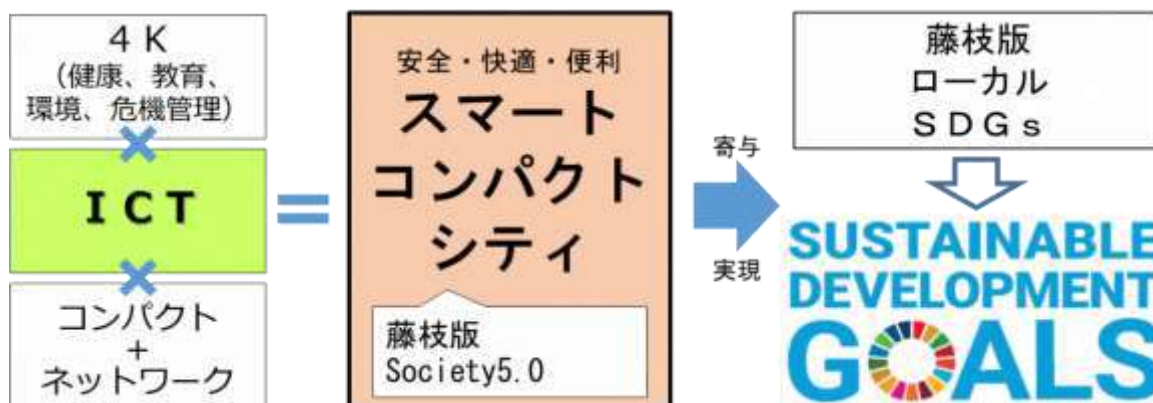 ４Ｋ
（健康、教育、
環境、危機管理）
×
ＩＣＴ
×
コンパクト
＋
ネットワーク
＝
安全・快適・便利
スマート
コンパクト
シティ
藤枝版
Society5.0
寄与
実現
藤枝版
ローカル
ＳＤＧｓ
SUSTAINABLE
DEVELOPMENT
GOALS